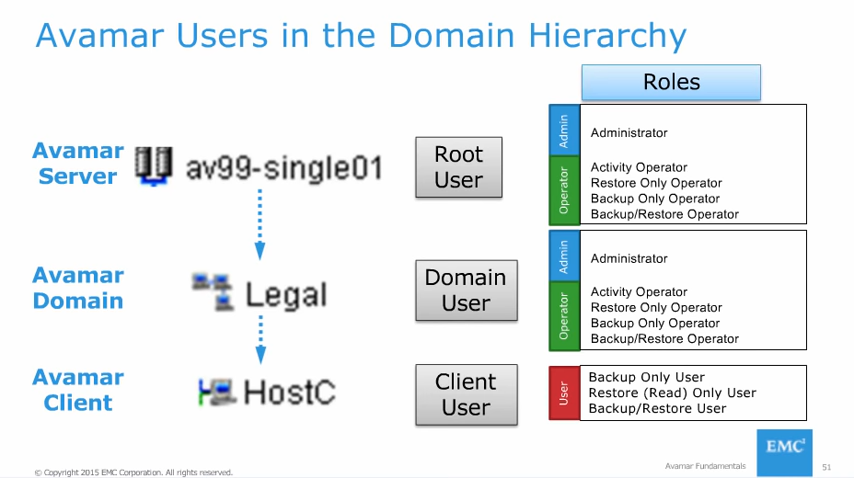 Avamar Users in the Domain Hierarchy
Roles
Avamar
Server
av99-single01
Root
User
Admin
Administrator
Operator
Activity Operator
Restore Only Operator
Backup Only Operator
Backup/Restore Operator
Avamar
Domain
Legal
Domain
User
Admin
Administrator
Operator
Activity Operator
Restore Only Operator
Backup Only Operator
Backup/Restore Operator
Avamar
Client
HostC
Client
User
User
Backup Only User
Restore (Read) Only User
Backup/Restore User
© Copyright 2015 EMC Corporation. All rights reserved.
Avamar Fundamentals
EMC²
51